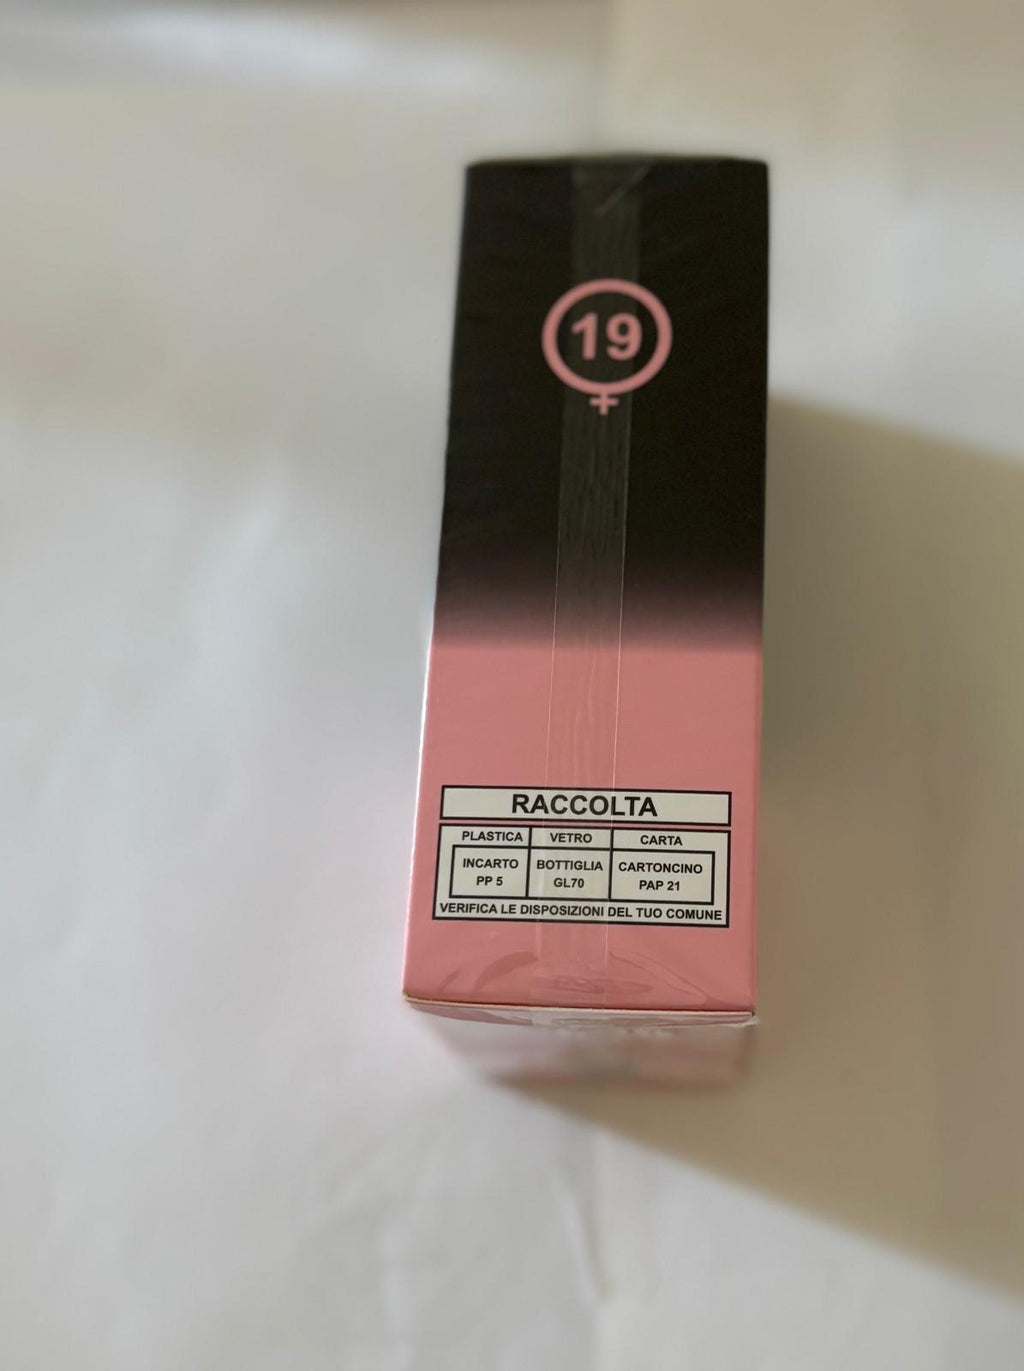 19
RACCOLTA
PLASTICA VETRO CARTA
INCARTO BOTTIGLIA CARTONCINO
PP 5 GL70 PAP 21
VERIFICA LE DISPOSIZIONI DEL TUO COMUNE